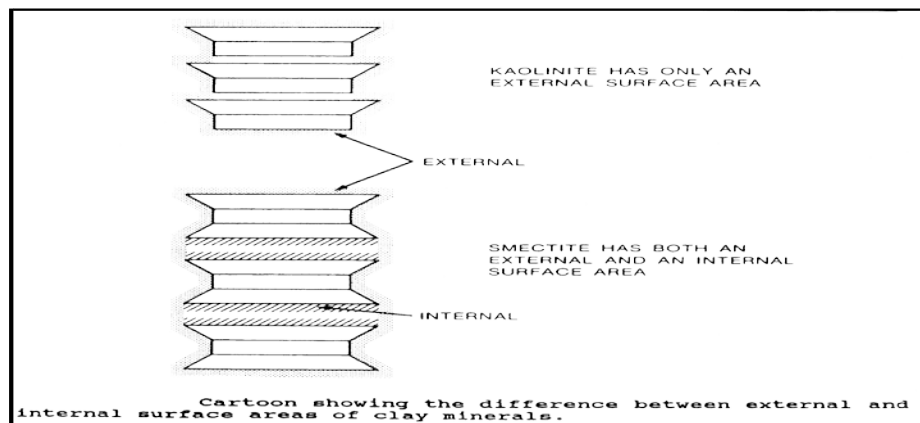 KAOLINITE HAS ONLY AN
EXTERNAL SURFACE AREA
EXTERNAL
SMECTITE HAS BOTH AN
EXTERNAL AND AN INTERNAL
SURFACE AREA
INTERNAL
Cartoon showing the difference between external and
internal surface areas of clay minerals.